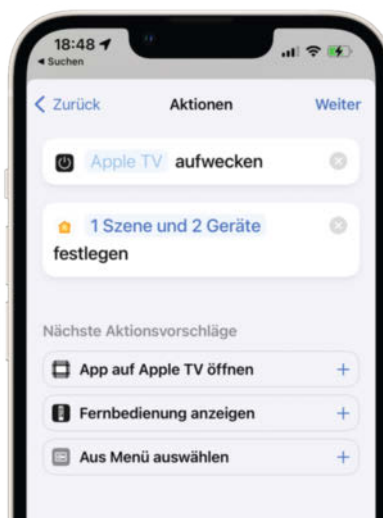 18:48
Suchen
Zurück
Aktionen
Weiter
Apple TV aufwecken
1 Szene und 2 Geräte
festlegen
Nächste Aktionsvorschläge
App auf Apple TV öffnen
Fernbedienung anzeigen
Aus Menü auswählen